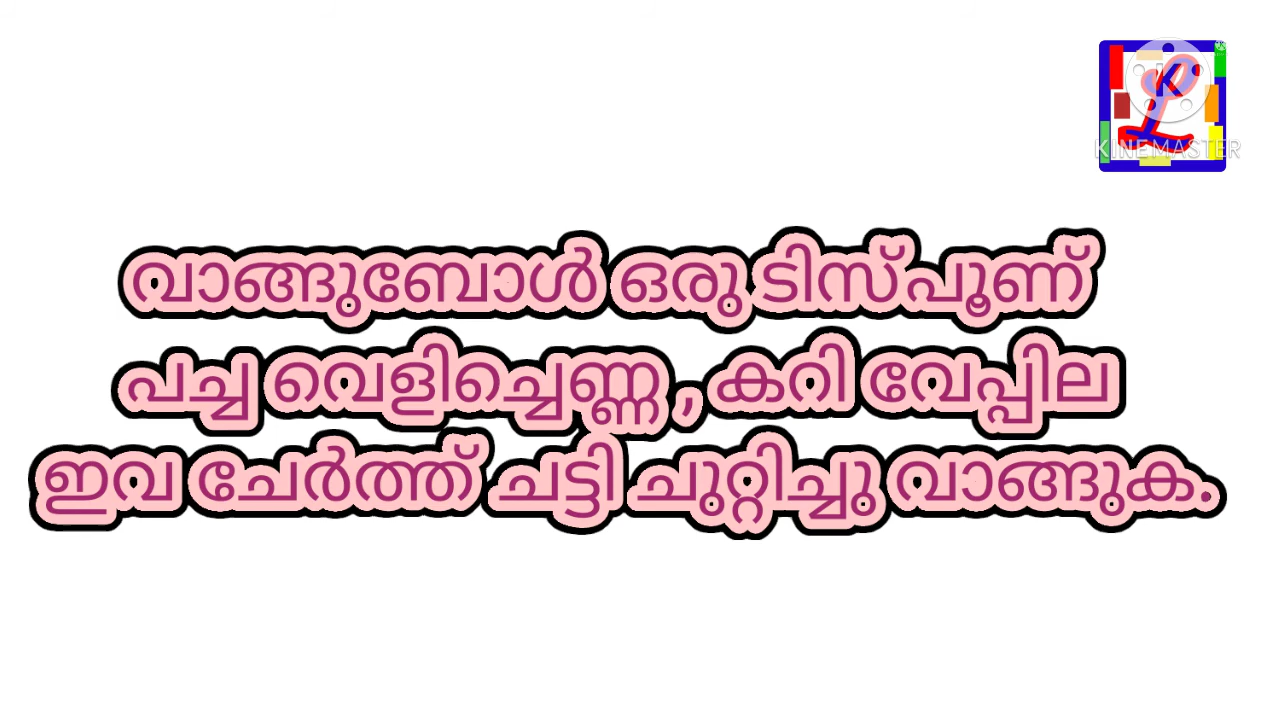 KINEMASTER
വാങ്ങുബോൾ ഒരു ടിസ്പൂണ്
പച്ച വെളിച്ചെണ്ണ , കറി വേപ്പില
ഇവ ചേർത്ത് ചട്ടി ചുറ്റിച്ചു വാങ്ങുക.